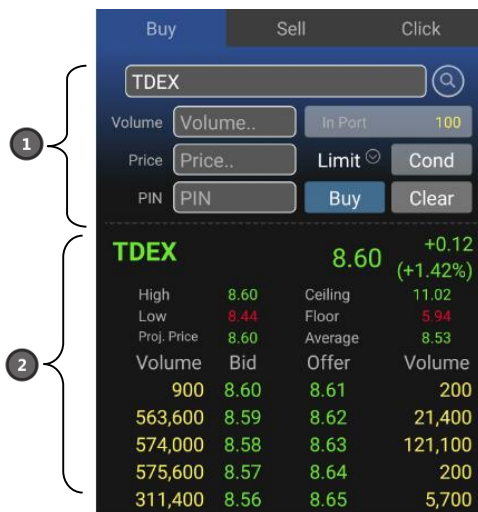 Buy Sell Click
TDEX
Volume Volume.. In Port 100
Price Price.. Limit Cond
PIN PIN Buy Clear
1
TDEX 8.60 +0.12
(+1.42%)
High 8.60 Ceiling 11.02
Low 8.44 Floor 5.94
Proj. Price 8.60 Average 8.53
2
Volume Bid Offer Volume
900 8.60 8.61 200
563,600 8.59 8.62 21,400
574,000 8.58 8.63 121,100
575,600 8.57 8.64 200
311,400 8.56 8.65 5,700